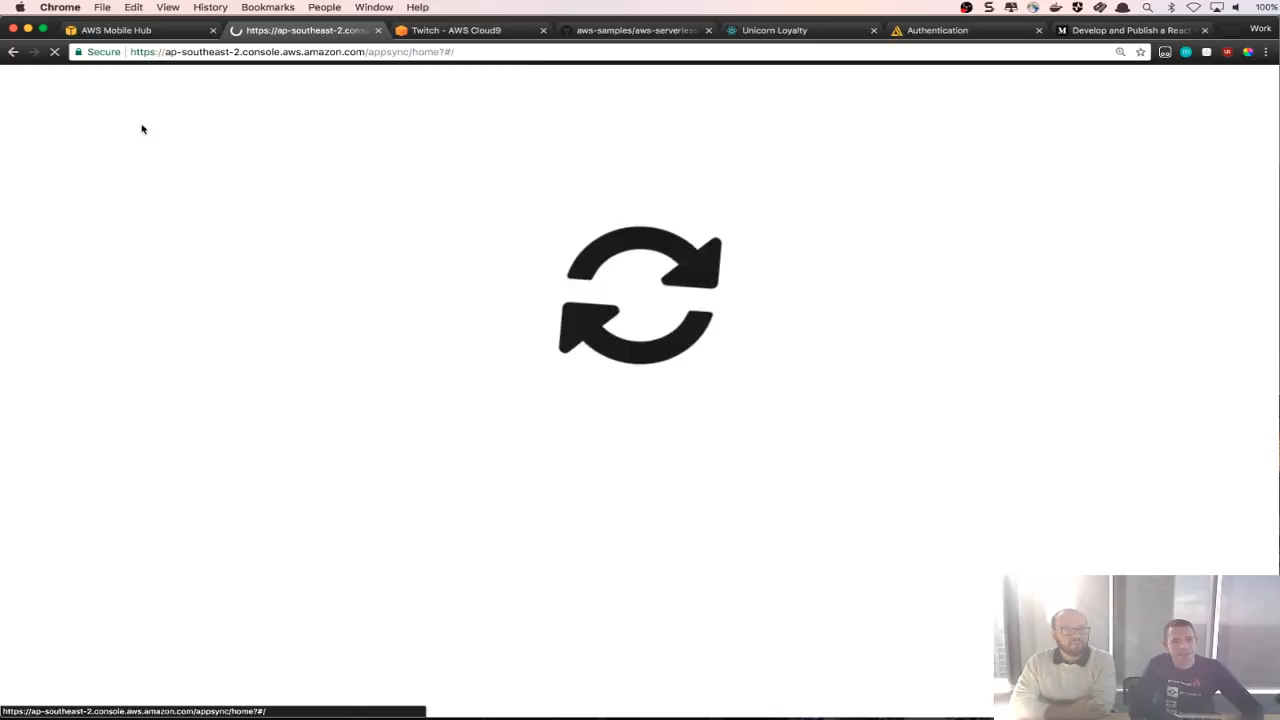 Chrome File Edit View History Bookmarks People Window Help 100%
AWS Mobile Hub https://ap-southeast-2.cons Twitch - AWS Cloud9 aws-samples/aws-serverles Unicorn Loyalty Authentication Develop and Publish a Reac Work
Secure https://ap-southeast-2.console.aws.amazon.com/appsync/home?#/
https://ap-southeast-2.console.aws.amazon.com/appsync/home?#/